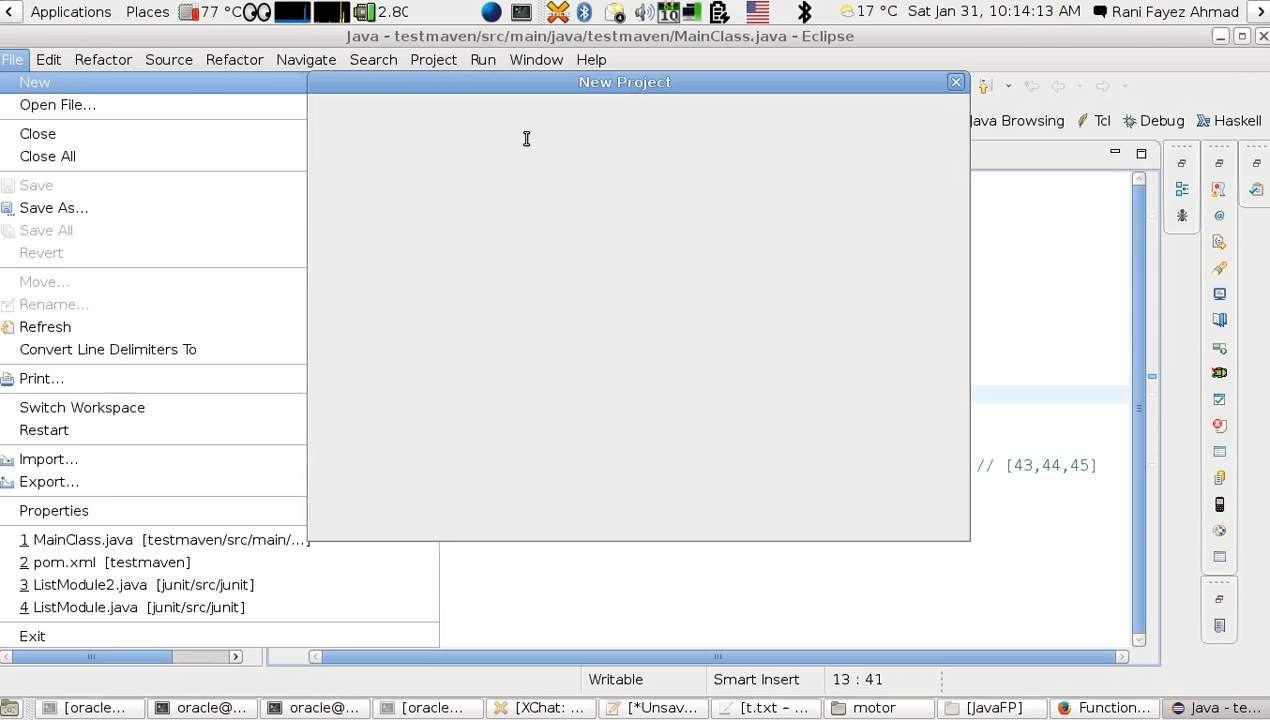 Applications Places 77 °C 2.80 10 17 °C Sat Jan 31, 10:14:13 AM Rani Fayez Ahmad
Java - testmaven/src/main/java/testmaven/MainClass.java - Eclipse
File Edit Refactor Source Refactor Navigate Search Project Run Window Help
New
New Project
Open File...
Java Browsing Tcl Debug Haskell
Close
Close All
Save
Save As...
Save All
Revert
Move...
Rename...
Refresh
Convert Line Delimiters To
Print...
Switch Workspace
Restart
// [43,44,45]
Import...
Export...
Properties
1 MainClass.java [testmaven/src/main/...]
2 pom.xml [testmaven]
3 ListModule2.java [junit/src/junit]
4 ListModule.java [junit/src/junit]
Exit
Writable Smart Insert 13 : 41
[oracle... oracle@... oracle@... [oracle... [XChat: ... [*Unsav... [t.txt – ... motor [JavaFP] Function... Java - te...